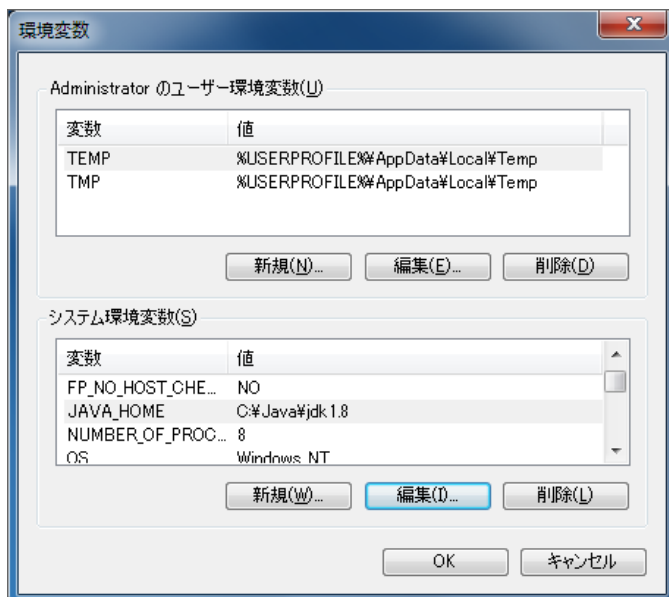 環境変数
Administrator のユーザー環境変数(U)
変数 値
TEMP %USERPROFILE%¥AppData¥Local¥Temp
TMP %USERPROFILE%¥AppData¥Local¥Temp
新規(N)... 編集(E)... 削除(D)
システム環境変数(S)
変数 値
FP_NO_HOST_CHE... NO
JAVA_HOME C:¥Java¥jdk1.8
NUMBER_OF_PROC... 8
OS Windows_NT
新規(W)... 編集(I)... 削除(L)
OK キャンセル